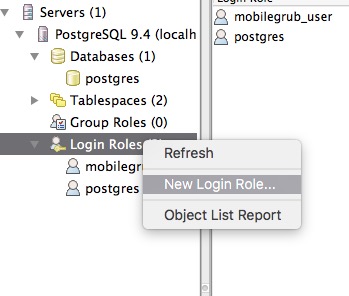 Servers (1)
PostgreSQL 9.4 (localh
Databases (1)
postgres
Tablespaces (2)
Group Roles (0)
Login Roles
mobileg
postgres
Refresh
New Login Role...
Object List Report
Login Role
mobilegrub_user
postgres